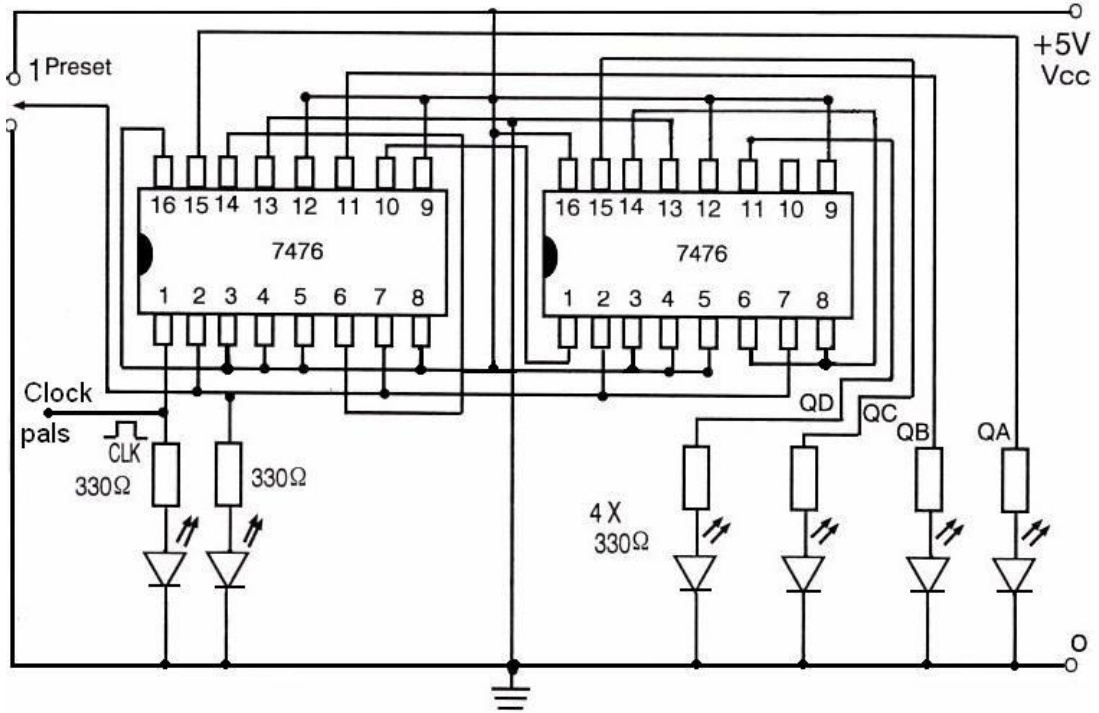 +5V
Vcc
1 Preset
16 15 14 13 12 11 10 9
7476
1 2 3 4 5 6 7 8
16 15 14 13 12 11 10 9
7476
1 2 3 4 5 6 7 8
Clock
pals
CLK
330Ω
330Ω
QD
QC
QB
QA
4 X
330Ω
0